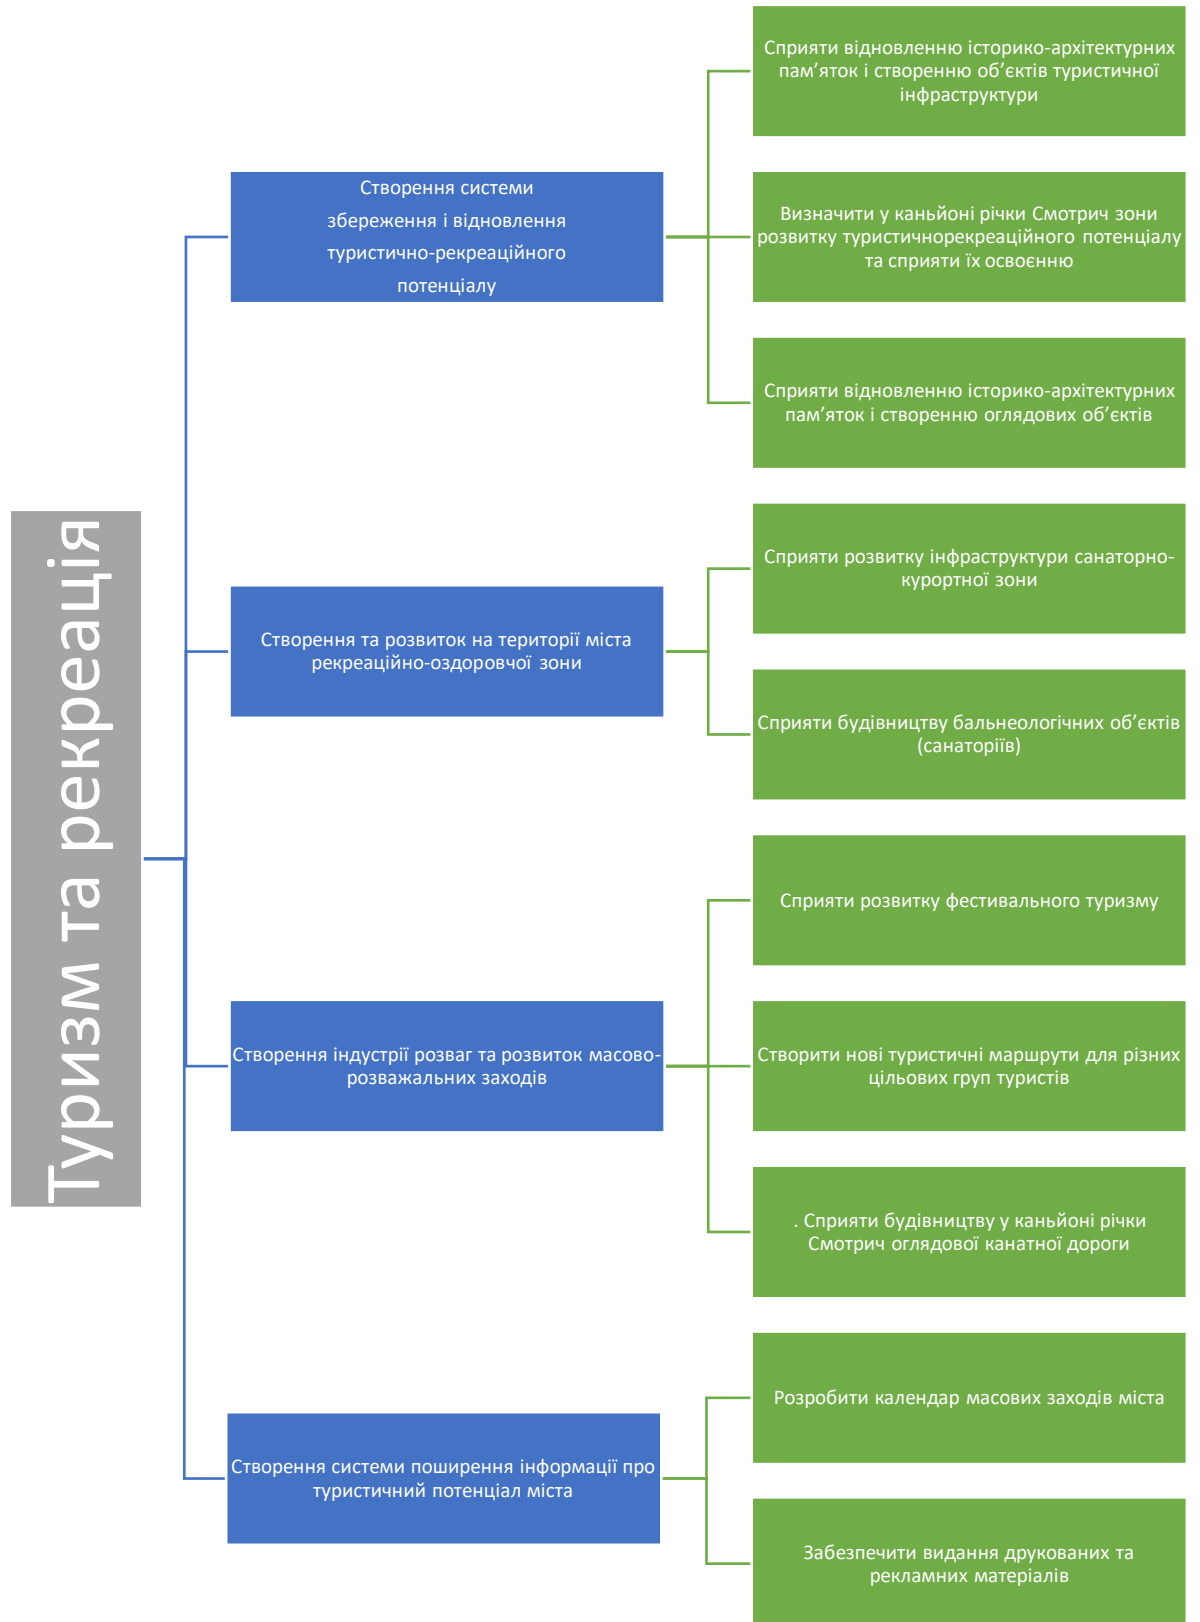 Туризм та рекреація
Створення системи
збереження і відновлення
туристично-рекреаційного
потенціалу
Сприяти відновленню історико-архітектурних
пам’яток і створенню об’єктів туристичної
інфраструктури
Визначити у каньйоні річки Смотрич зони
розвитку туристичнорекреаційного потенціалу
та сприяти їх освоєнню
Сприяти відновленню історико-архітектурних
пам’яток і створенню оглядових об’єктів
Створення та розвиток на території міста
рекреаційно-оздоровчої зони
Сприяти розвитку інфраструктури санаторно-
курортної зони
Сприяти будівництву бальнеологічних об’єктів
(санаторіїв)
Створення індустрії розваг та розвиток масово-
розважальних заходів
Сприяти розвитку фестивального туризму
Створити нові туристичні маршрути для різних
цільових груп туристів
. Сприяти будівництву у каньйоні річки
Смотрич оглядової канатної дороги
Створення системи поширення інформації про
туристичний потенціал міста
Розробити календар масових заходів міста
Забезпечити видання друкованих та
рекламних матеріалів